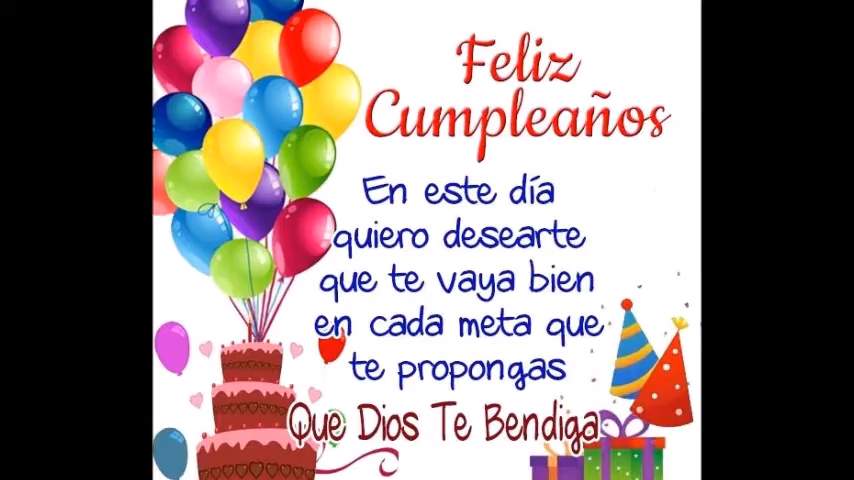 Feliz
Cumpleaños
En este día
quiero desearte
que te vaya bien
en cada meta que
te propongas
Que Dios Te Bendiga